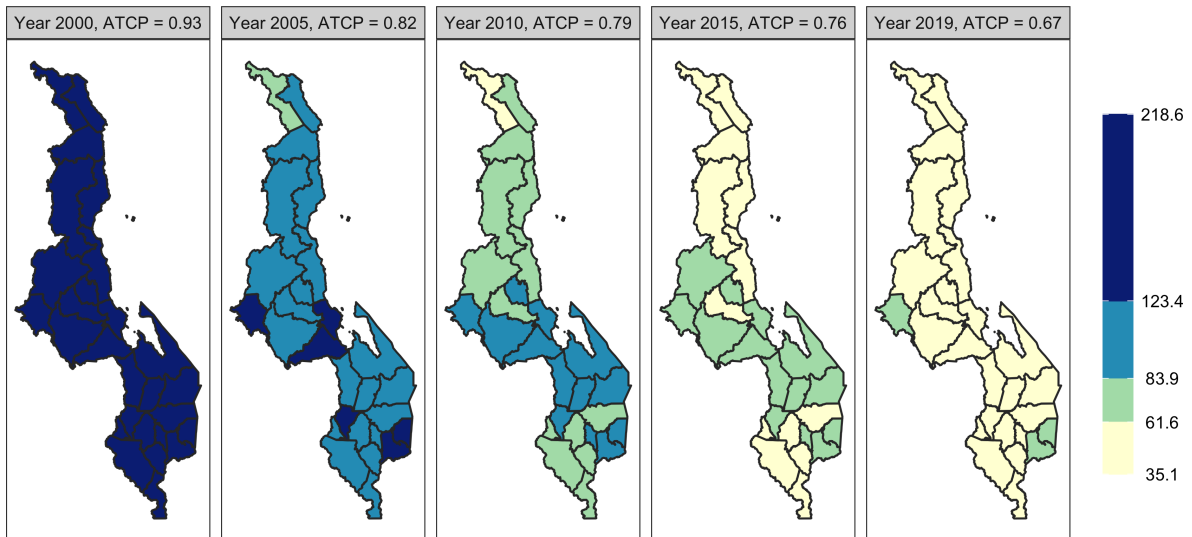 Year 2000, ATCP = 0.93
Year 2005, ATCP = 0.82
Year 2010, ATCP = 0.79
Year 2015, ATCP = 0.76
Year 2019, ATCP = 0.67
218.6
123.4
83.9
61.6
35.1